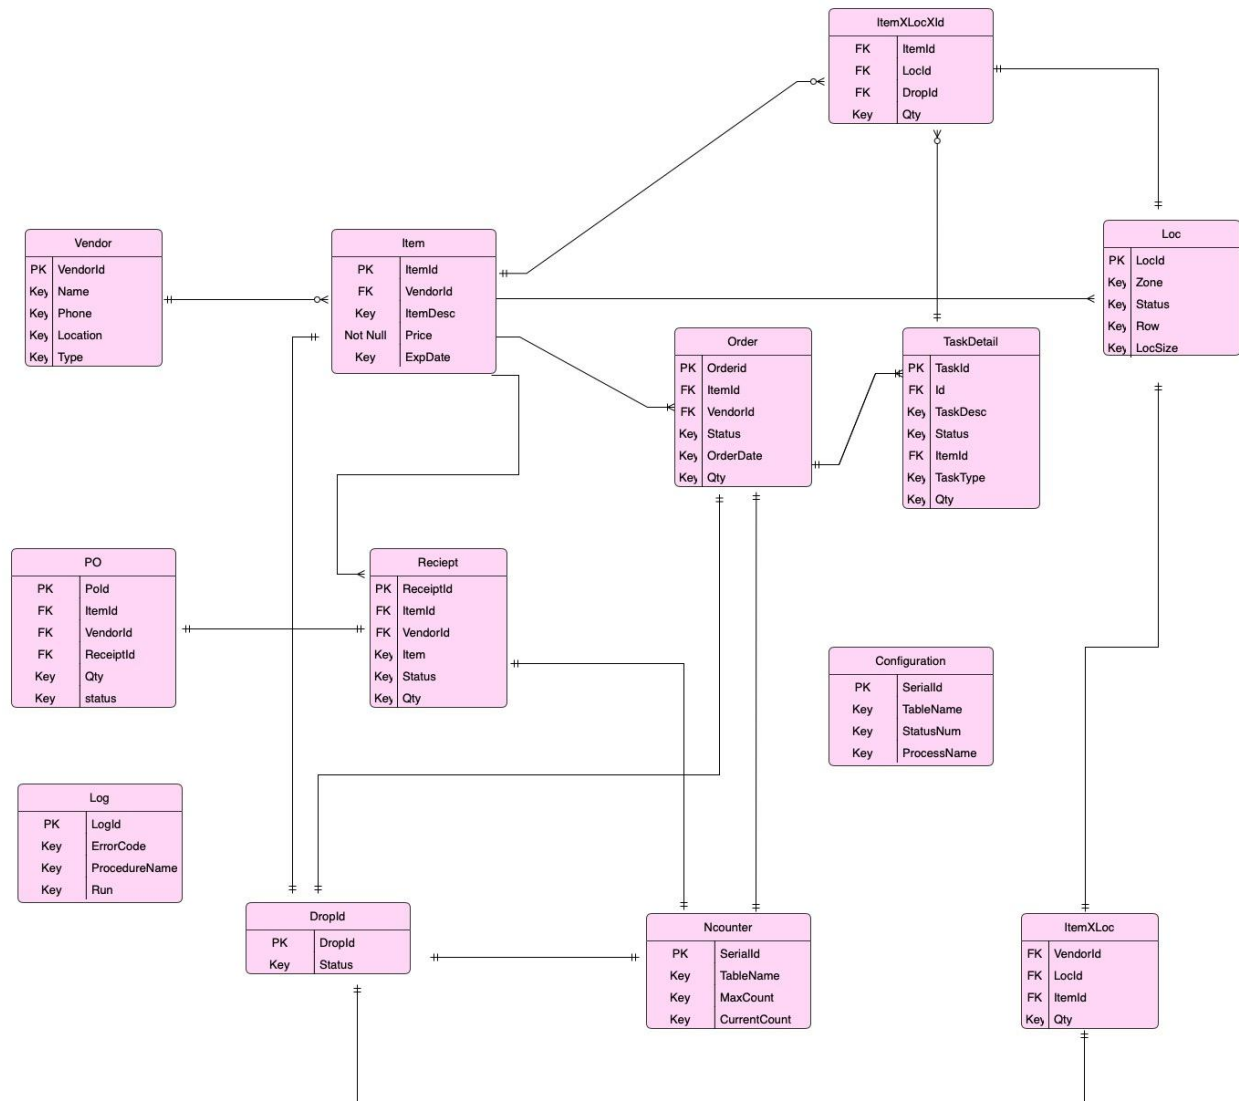 ItemXLocXId
FK ItemId
FK LocId
FK DropId
Key Qty
Vendor
PK VendorId
Key Name
Key Phone
Key Location
Key Type
Item
PK ItemId
FK VendorId
Key ItemDesc
Not Null Price
Key ExpDate
Loc
PK LocId
Key Zone
Key Status
Key Row
Key LocSize
Order
PK Orderid
FK ItemId
FK VendorId
Key Status
Key OrderDate
Key Qty
TaskDetail
PK TaskId
FK Id
Key TaskDesc
Key Status
FK ItemId
Key TaskType
Key Qty
PO
PK PoId
FK ItemId
FK VendorId
FK ReceiptId
Key Qty
Key status
Reciept
PK ReceiptId
FK ItemId
FK VendorId
Key Item
Key Status
Key Qty
Configuration
PK SerialId
Key TableName
Key StatusNum
Key ProcessName
Log
PK LogId
Key ErrorCode
Key ProcedureName
Key Run
DropId
PK DropId
Key Status
Ncounter
PK SerialId
Key TableName
Key MaxCount
Key CurrentCount
ItemXLoc
FK VendorId
FK LocId
FK ItemId
Key Qty